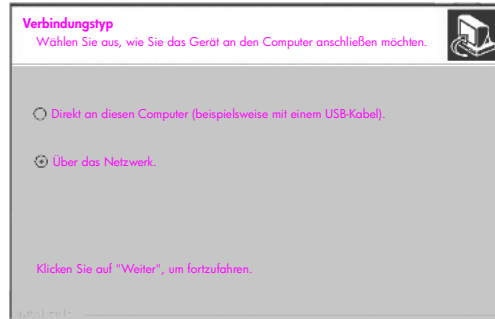 Verbindungstyp
Wählen Sie aus, wie Sie das Gerät an den Computer anschließen möchten.
Direkt an diesen Computer (beispielsweise mit einem USB-Kabel).
Über das Netzwerk.
Klicken Sie auf "Weiter", um fortzufahren.